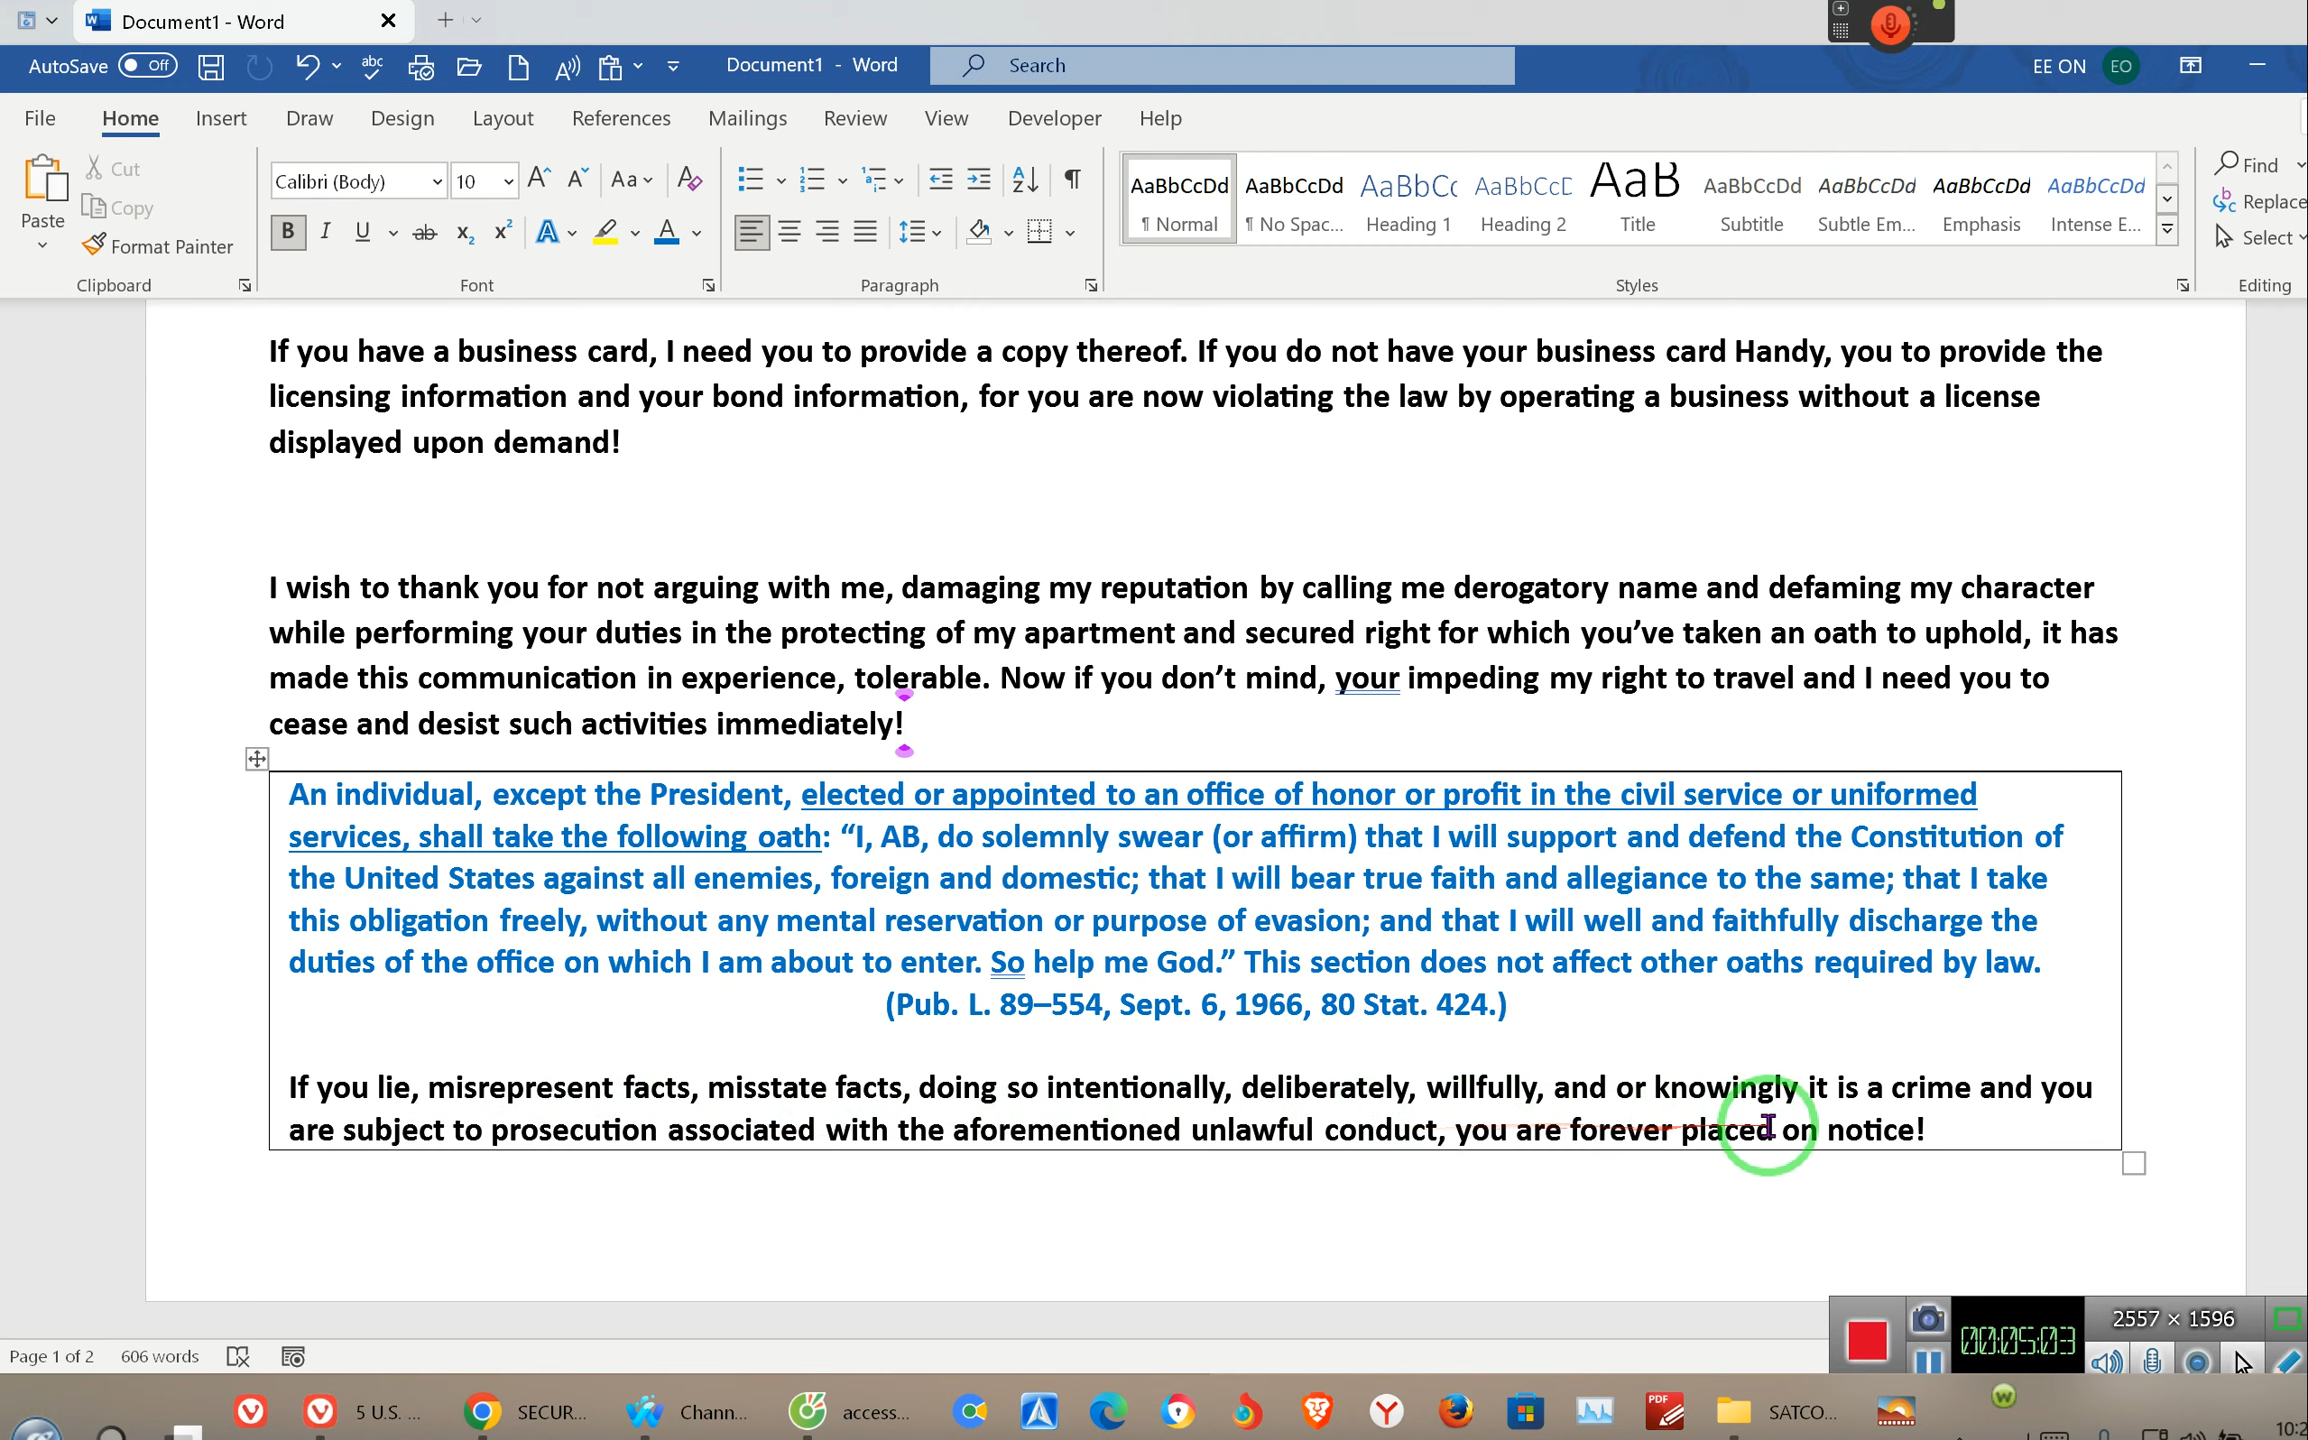 Document1 - Word
AutoSave Off
Document1 - Word
Search
EE ON EO
File Home Insert Draw Design Layout References Mailings Review View Developer Help
Paste
Cut
Copy
Format Painter
Clipboard
Calibri (Body) 10
Font
Paragraph
AaBbCcDd AaBbCcDd AaBbCc AaBbCcD AaB AaBbCcDd AaBbCcDd AaBbCcDd AaBbCcDd
¶ Normal ¶ No Spac... Heading 1 Heading 2 Title Subtitle Subtle Em... Emphasis Intense E...
Styles
Find
Replace
Select
Editing
If you have a business card, I need you to provide a copy thereof. If you do not have your business card Handy, you to provide the
licensing information and your bond information, for you are now violating the law by operating a business without a license
displayed upon demand!
I wish to thank you for not arguing with me, damaging my reputation by calling me derogatory name and defaming my character
while performing your duties in the protecting of my apartment and secured right for which you’ve taken an oath to uphold, it has
made this communication in experience, tolerable. Now if you don’t mind, your impeding my right to travel and I need you to
cease and desist such activities immediately!
An individual, except the President, elected or appointed to an office of honor or profit in the civil service or uniformed
services, shall take the following oath: “I, AB, do solemnly swear (or affirm) that I will support and defend the Constitution of
the United States against all enemies, foreign and domestic; that I will bear true faith and allegiance to the same; that I take
this obligation freely, without any mental reservation or purpose of evasion; and that I will well and faithfully discharge the
duties of the office on which I am about to enter. So help me God.” This section does not affect other oaths required by law.
(Pub. L. 89–554, Sept. 6, 1966, 80 Stat. 424.)
If you lie, misrepresent facts, misstate facts, doing so intentionally, deliberately, willfully, and or knowingly it is a crime and you
are subject to prosecution associated with the aforementioned unlawful conduct, you are forever placed on notice!
2557 × 1596
00:05:03
Page 1 of 2 606 words
5 U.S. ... SECUR... Chann... access... PDF SATCO...
10:2